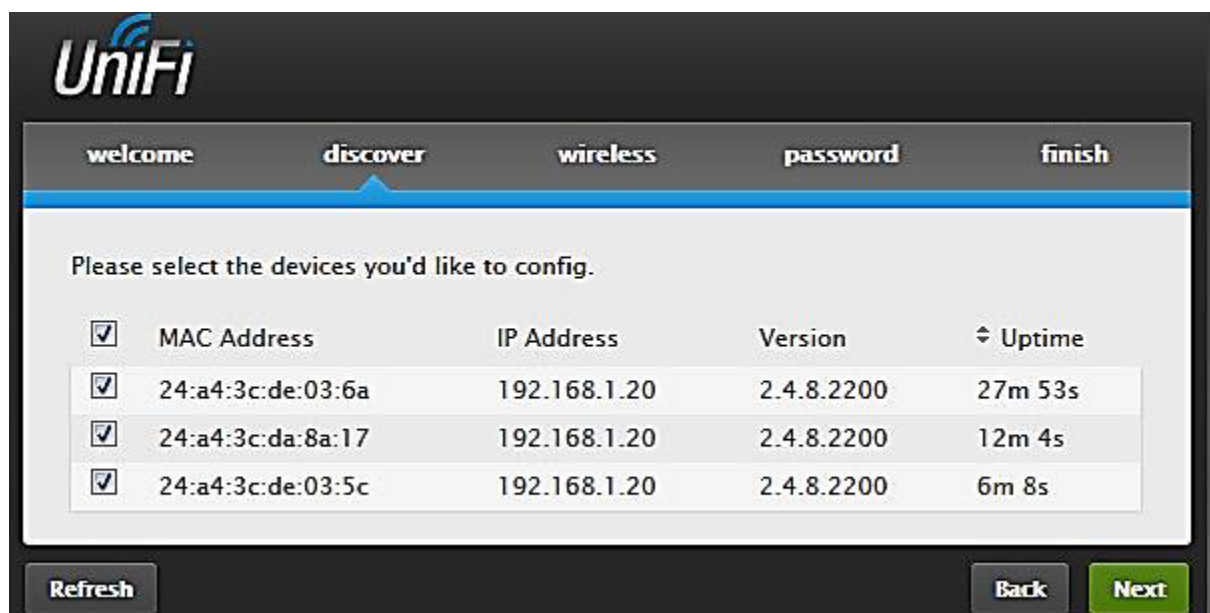 UniFi
welcome discover wireless password finish
Please select the devices you'd like to config.
MAC Address IP Address Version Uptime
24:a4:3c:de:03:6a 192.168.1.20 2.4.8.2200 27m 53s
24:a4:3c:da:8a:17 192.168.1.20 2.4.8.2200 12m 4s
24:a4:3c:de:03:5c 192.168.1.20 2.4.8.2200 6m 8s
Refresh Back Next